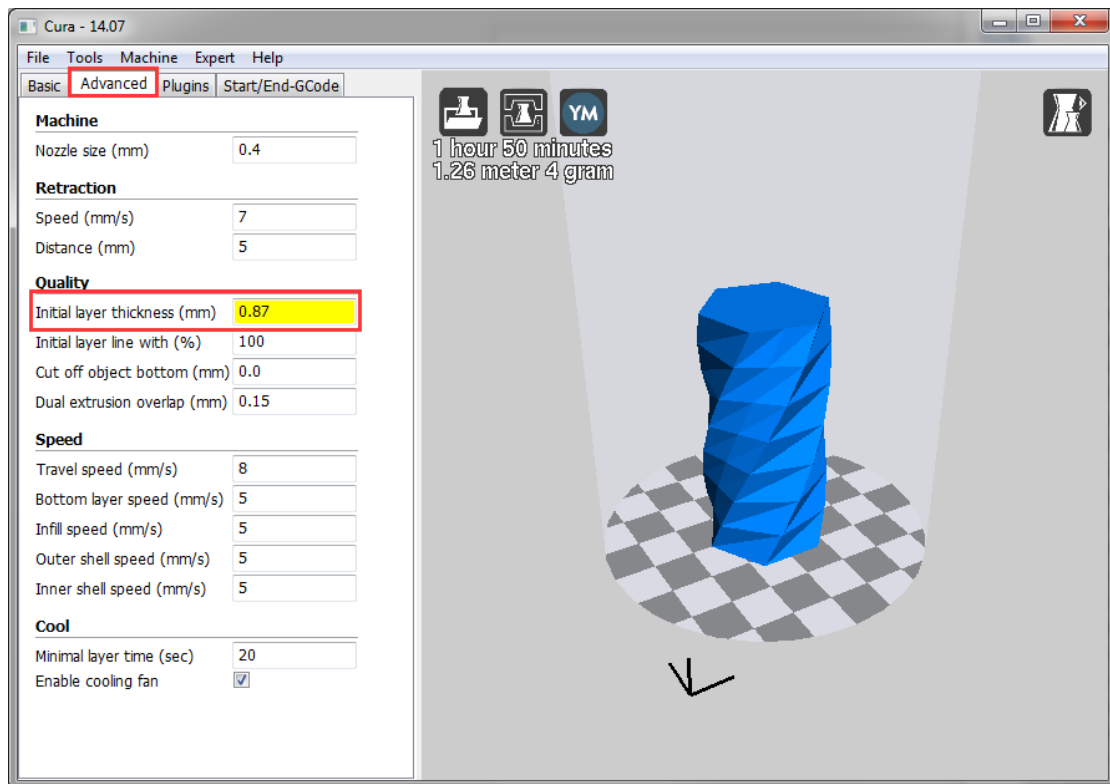 Cura - 14.07
File Tools Machine Expert Help
Basic Advanced Plugins Start/End-GCode
Machine
Nozzle size (mm) 0.4
Retraction
Speed (mm/s) 7
Distance (mm) 5
Quality
Initial layer thickness (mm) 0.87
Initial layer line with (%) 100
Cut off object bottom (mm) 0.0
Dual extrusion overlap (mm) 0.15
Speed
Travel speed (mm/s) 8
Bottom layer speed (mm/s) 5
Infill speed (mm/s) 5
Outer shell speed (mm/s) 5
Inner shell speed (mm/s) 5
Cool
Minimal layer time (sec) 20
Enable cooling fan
YM
1 hour 50 minutes
1.26 meter 4 gram